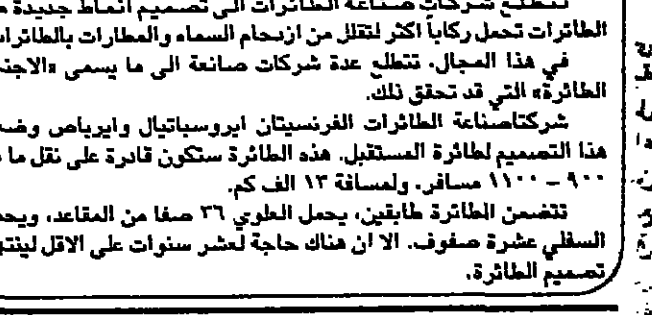 تتطلع شركات صناعة الطائرات الى تصميم انماط جديدة
الطائرات تحمل ركاباً اكثر لتقلل من ازدحام السماء والمطارات بالطائرات
في هذا المجال، تتطلع عدة شركات صانعة الى ما يسمى «الاجن
الطائرة» التي قد تحقق ذلك.
شركتاصناعة الطائرات الفرنسيتان ايروسباتيال وايرباص وضع
هذا التصميم لطائرة المستقبل. هذه الطائرة ستكون قادرة على نقل ما
٩٠٠ – ١١٠٠ مسافر، ولمسافة ١٣ الف كم.
تتضمن الطائرة طابقين، يحمل العلوي ٣٦ صفا من المقاعد، ويحم
السفلي عشرة صفوف. الا ان هناك حاجة لعشر سنوات على الاقل لينته
تصميم الطائرة.